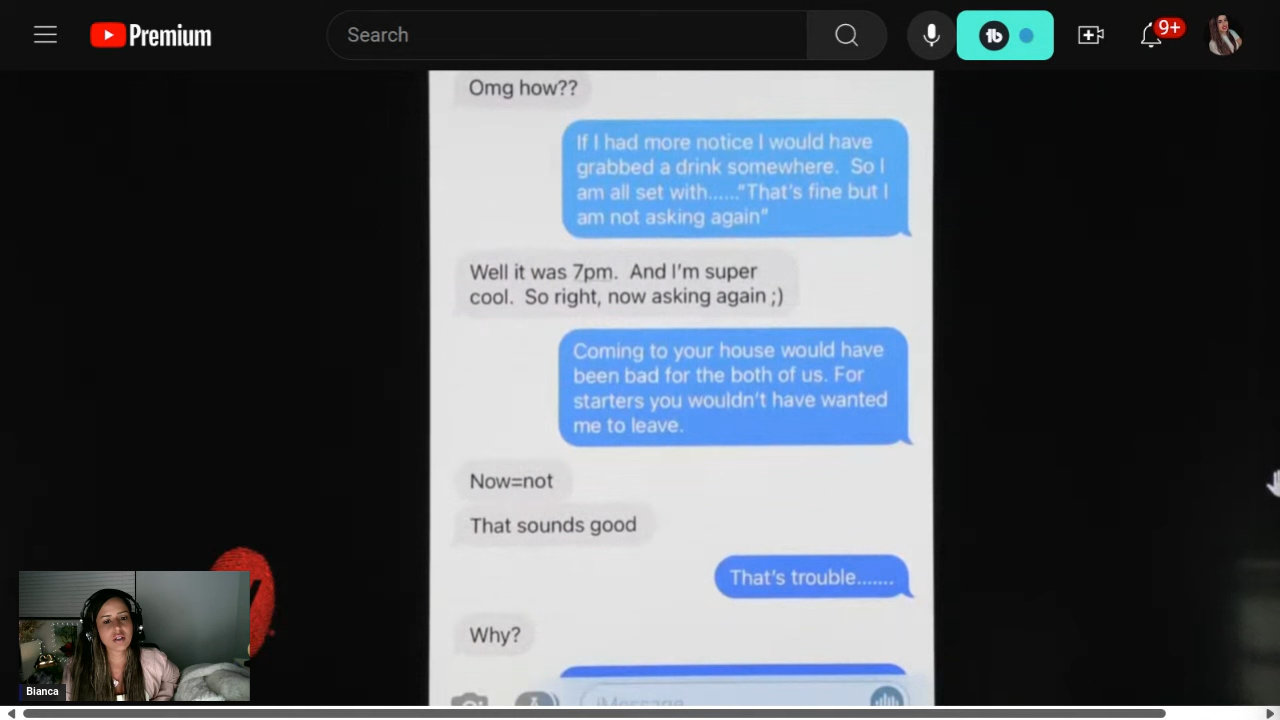 Premium
Search
9+
Omg how??
If I had more notice I would have
grabbed a drink somewhere.  So I
am all set with......"That's fine but I
am not asking again"
Well it was 7pm.  And I'm super
cool.  So right, now asking again ;)
Coming to your house would have
been bad for the both of us. For
starters you wouldn't have wanted
me to leave.
Now=not
That sounds good
That's trouble.......
Why?
iMessage
Bianca